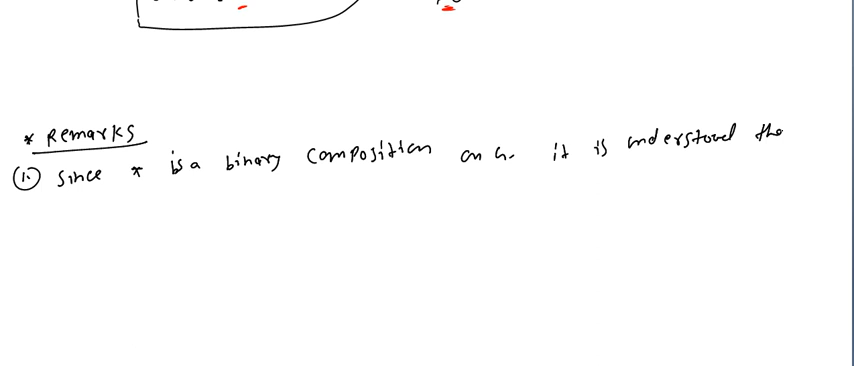 * Remarks
(1.) Since * is a binary composition on G. it is understood the